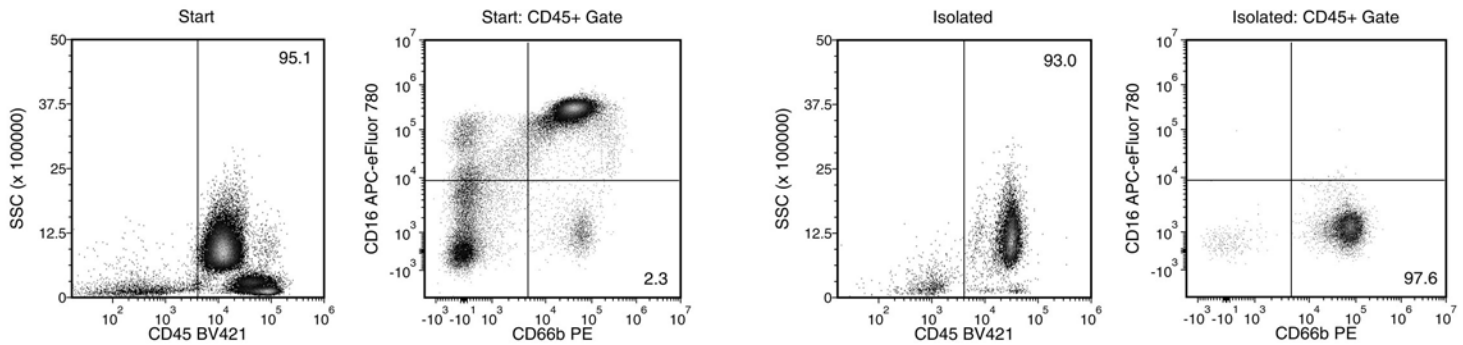 Start
95.1
50
37.5
25
12.5
0
SSC (x 100000)
10² 10³ 10⁴ 10⁵ 10⁶
CD45 BV421
Start: CD45+ Gate
2.3
10⁷
10⁶
10⁵
10⁴
10³
-10³
CD16 APC-eFluor 780
-10³ -10¹ 10³ 10⁴ 10⁵ 10⁶ 10⁷
CD66b PE
Isolated
93.0
50
37.5
25
12.5
0
SSC (x 100000)
10² 10³ 10⁴ 10⁵ 10⁶
CD45 BV421
Isolated: CD45+ Gate
97.6
10⁷
10⁶
10⁵
10⁴
10³
-10³
CD16 APC-eFluor 780
-10³ -10¹ 10³ 10⁴ 10⁵ 10⁶ 10⁷
CD66b PE